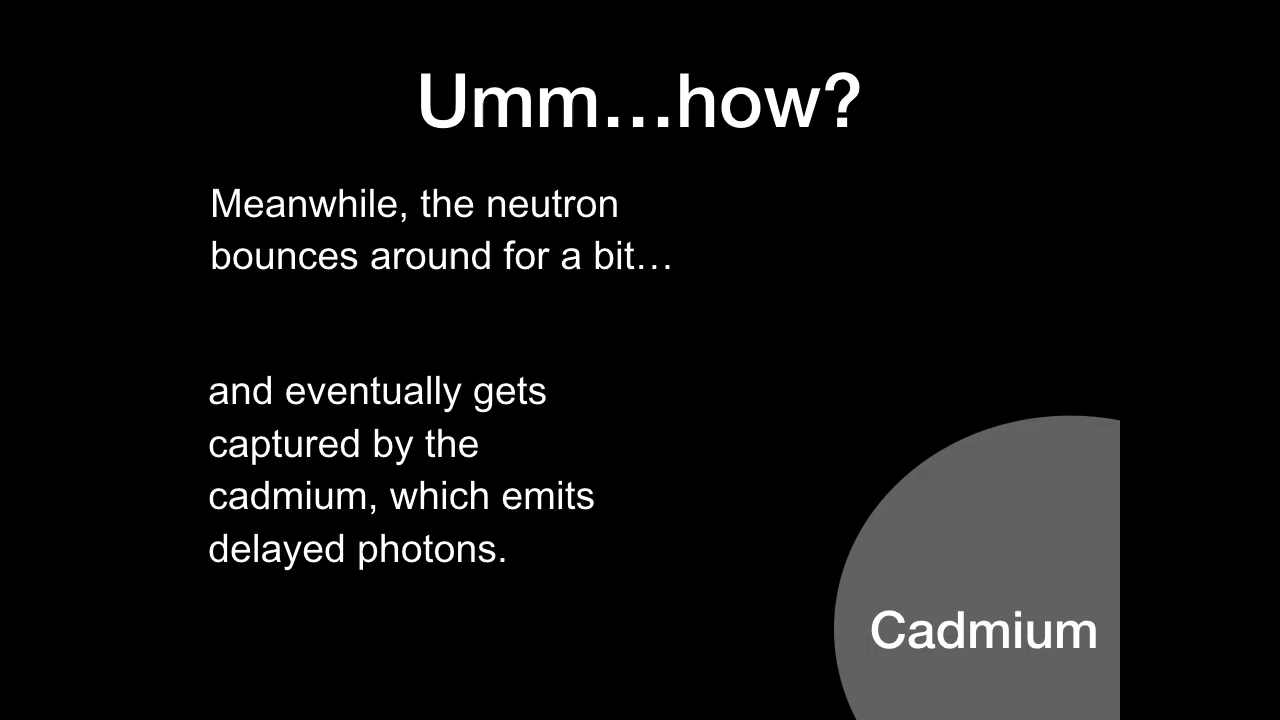 Umm…how?
Meanwhile, the neutron
bounces around for a bit…
and eventually gets
captured by the
cadmium, which emits
delayed photons.
Cadmium